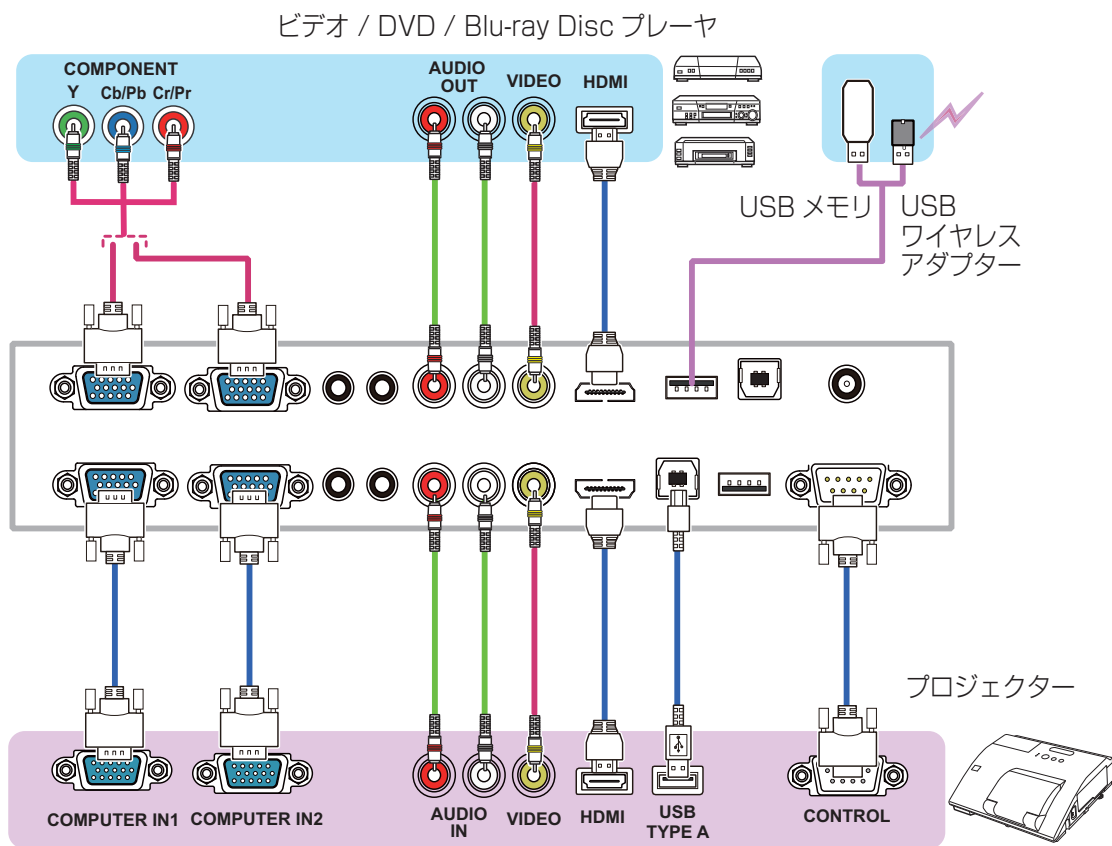 ビデオ / DVD / Blu-ray Disc プレーヤ
COMPONENT
Y Cb/Pb Cr/Pr
AUDIO
OUT
VIDEO
HDMI
USB メモリ
USB
ワイヤレス
アダプター
プロジェクター
COMPUTER IN1
COMPUTER IN2
AUDIO
IN
VIDEO
HDMI
USB
TYPE A
CONTROL